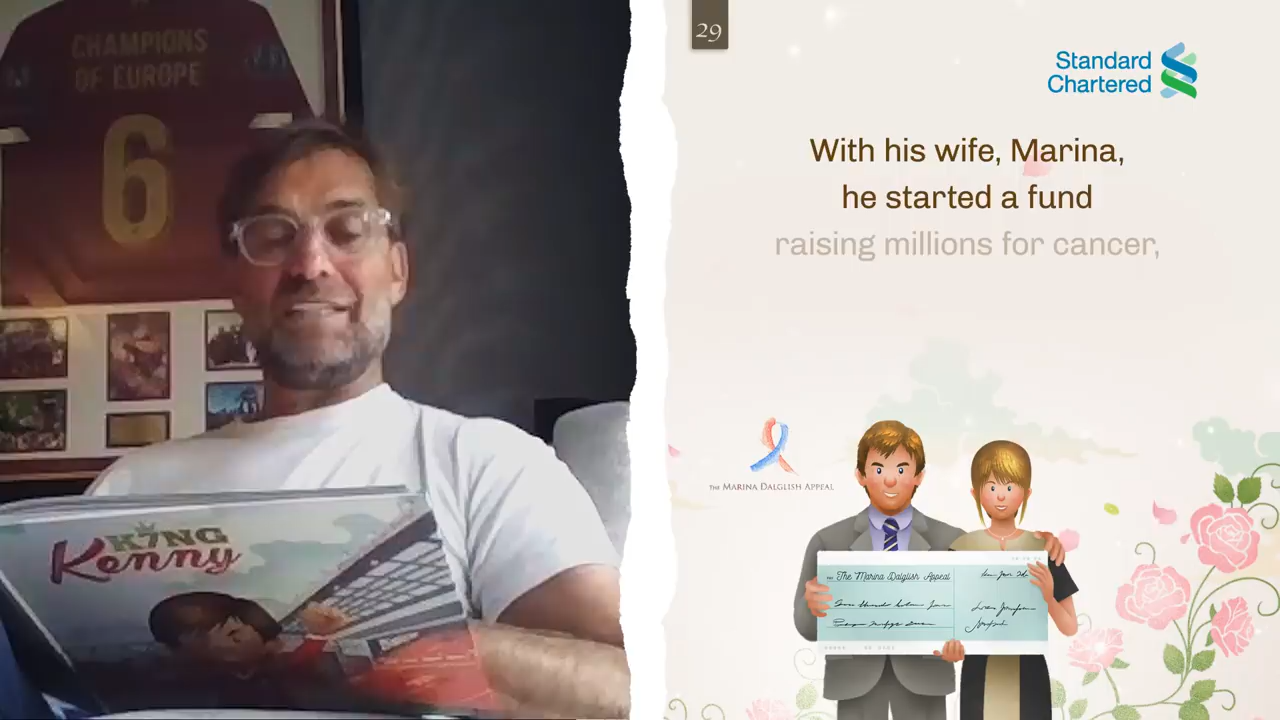 CHAMPIONS
OF EUROPE
6
KING
Kenny
29
Standard
Chartered
With his wife, Marina,
he started a fund
raising millions for cancer,
THE MARINA DALGLISH APPEAL
THE The Marina Dalglish Appeal